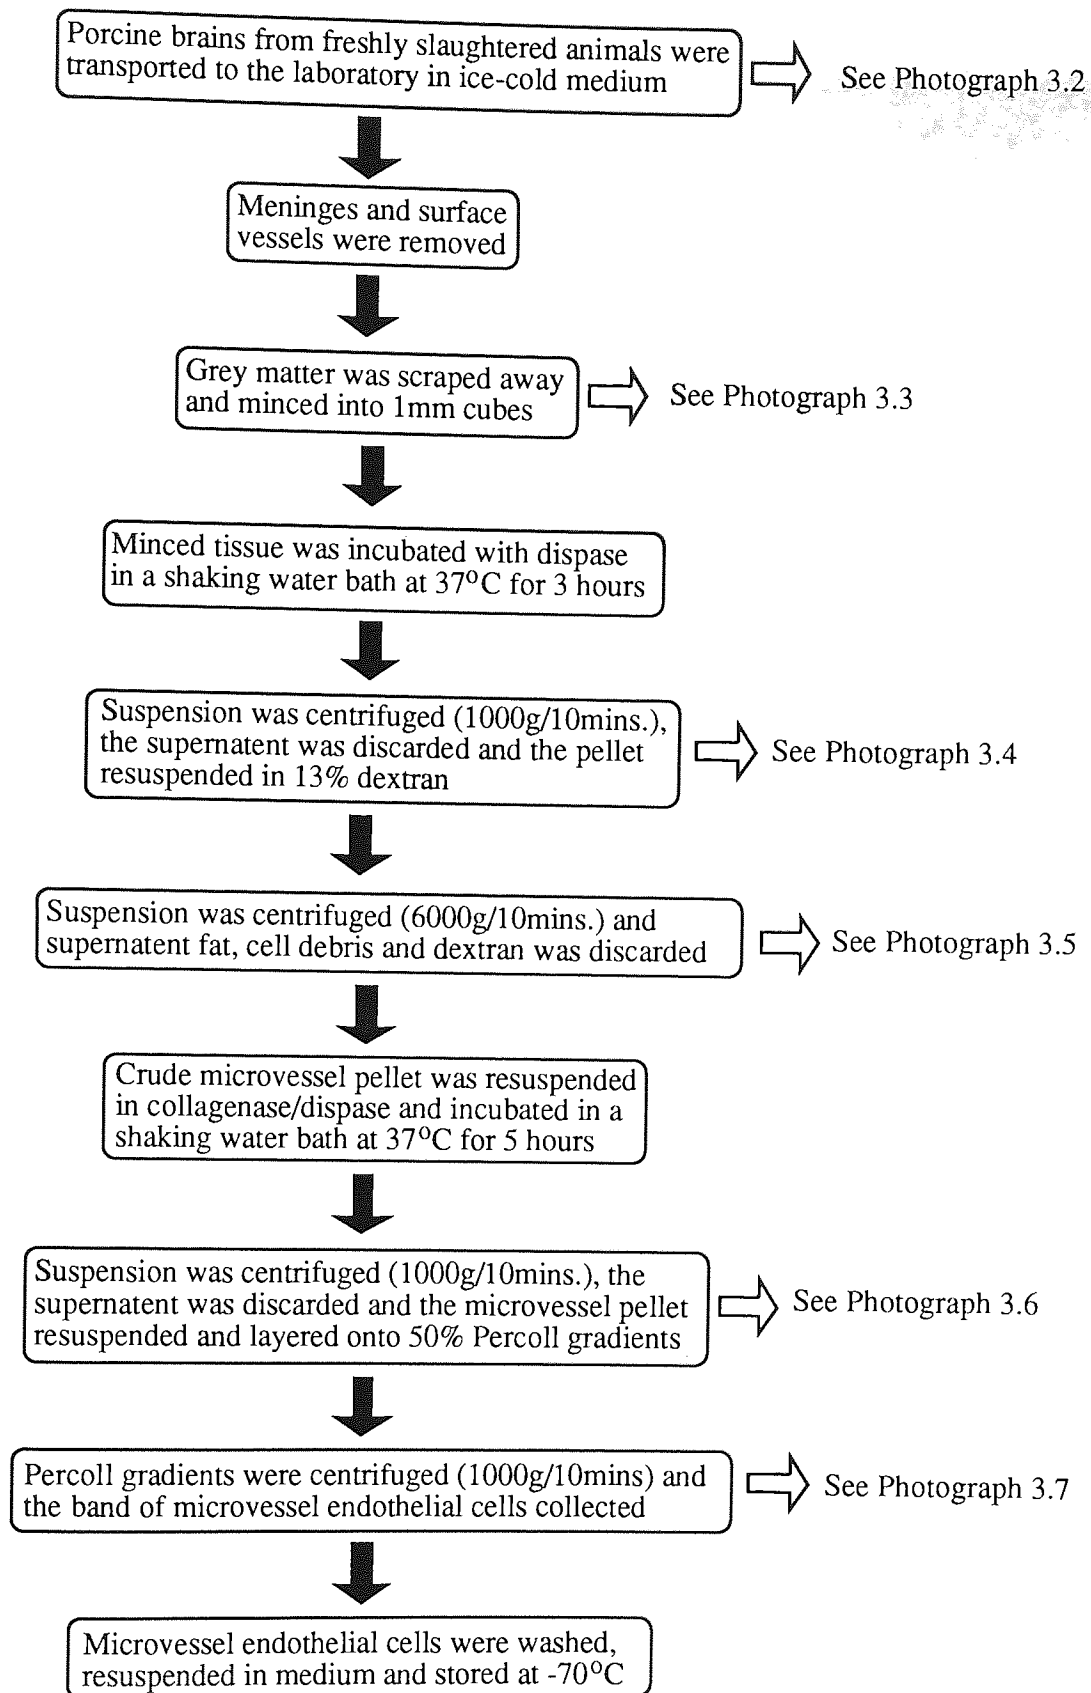 Porcine brains from freshly slaughtered animals were
transported to the laboratory in ice-cold medium
See Photograph 3.2
Meninges and surface
vessels were removed
Grey matter was scraped away
and minced into 1mm cubes
See Photograph 3.3
Minced tissue was incubated with dispase
in a shaking water bath at 37°C for 3 hours
Suspension was centrifuged (1000g/10mins.),
the supernatent was discarded and the pellet
resuspended in 13% dextran
See Photograph 3.4
Suspension was centrifuged (6000g/10mins.) and
supernatent fat, cell debris and dextran was discarded
See Photograph 3.5
Crude microvessel pellet was resuspended
in collagenase/dispase and incubated in a
shaking water bath at 37°C for 5 hours
Suspension was centrifuged (1000g/10mins.), the
supernatent was discarded and the microvessel pellet
resuspended and layered onto 50% Percoll gradients
See Photograph 3.6
Percoll gradients were centrifuged (1000g/10mins) and
the band of microvessel endothelial cells collected
See Photograph 3.7
Microvessel endothelial cells were washed,
resuspended in medium and stored at -70°C